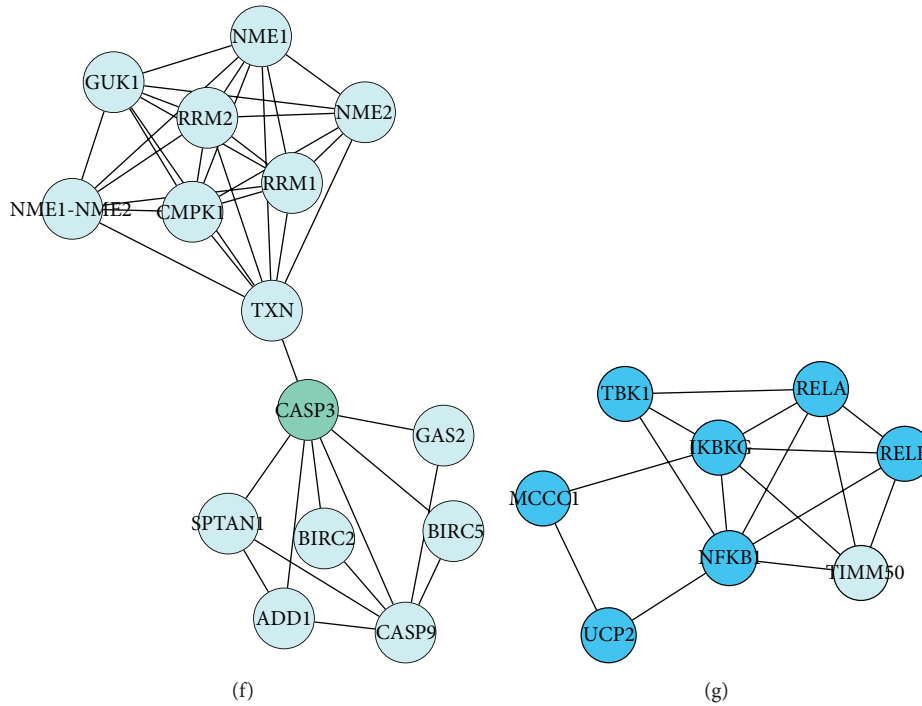 NME1
GUK1
RRM2
NME2
RRM1
NME1-NME2
CMPK1
TXN
CASP3
GAS2
SPTAN1
BIRC2
BIRC5
ADD1
CASP9
(f)
TBK1
RELA
IKBKG
MCCC1
NFKB1
TIMM50
UCP2
(g)